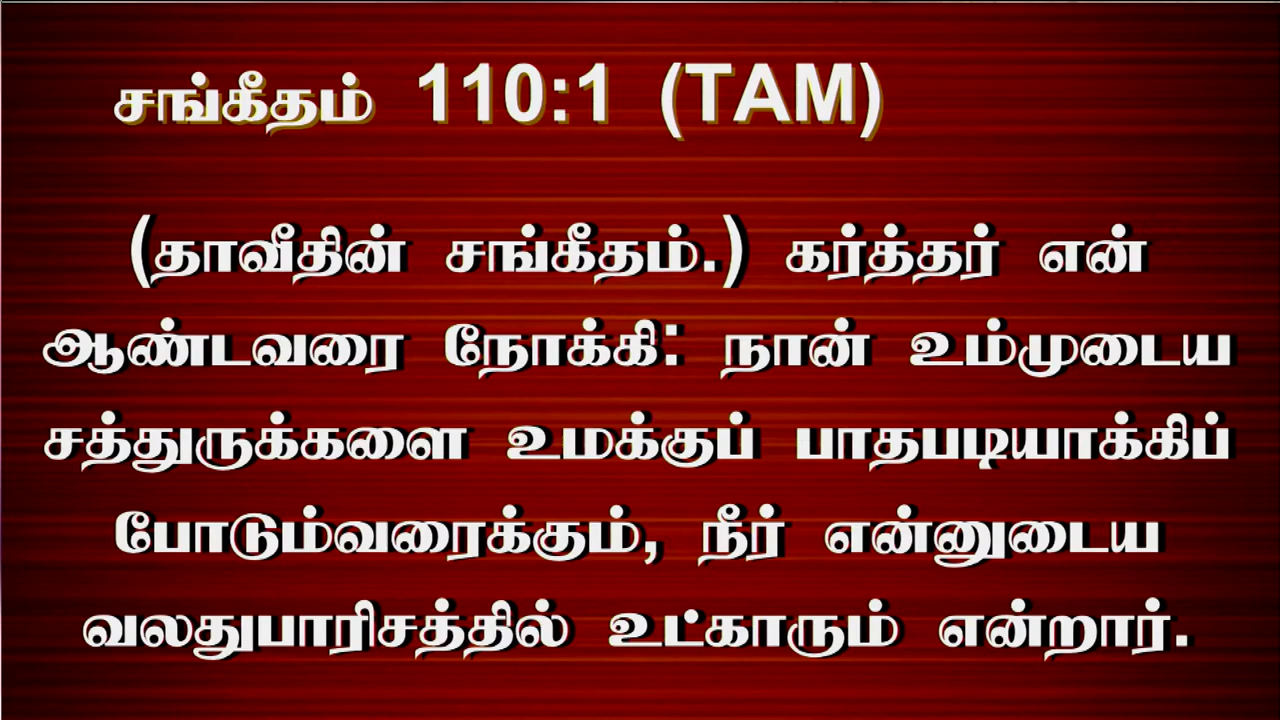 சங்கீதம் 110:1 (TAM)
(தாவீதின் சங்கீதம்.) கர்த்தர் என்
ஆண்டவரை நோக்கி: நான் உம்முடைய
சத்துருக்களை உமக்குப் பாதபடியாக்கிப்
போடும்வரைக்கும், நீர் என்னுடைய
வலதுபாரிசத்தில் உட்காரும் என்றார்.